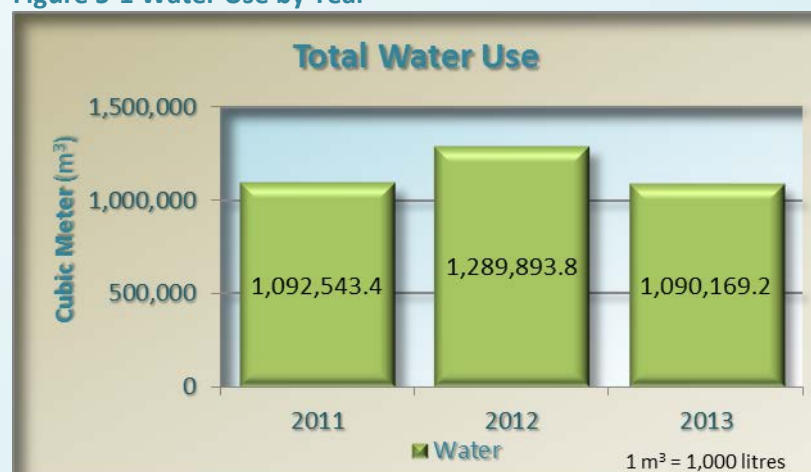 Figure 3-1 Water Use by Year
Total Water Use
Cubic Meter (m³)
1,500,000
1,000,000
500,000
0
1,092,543.4
1,289,893.8
1,090,169.2
2011
2012
2013
Water
1 m³ = 1,000 litres